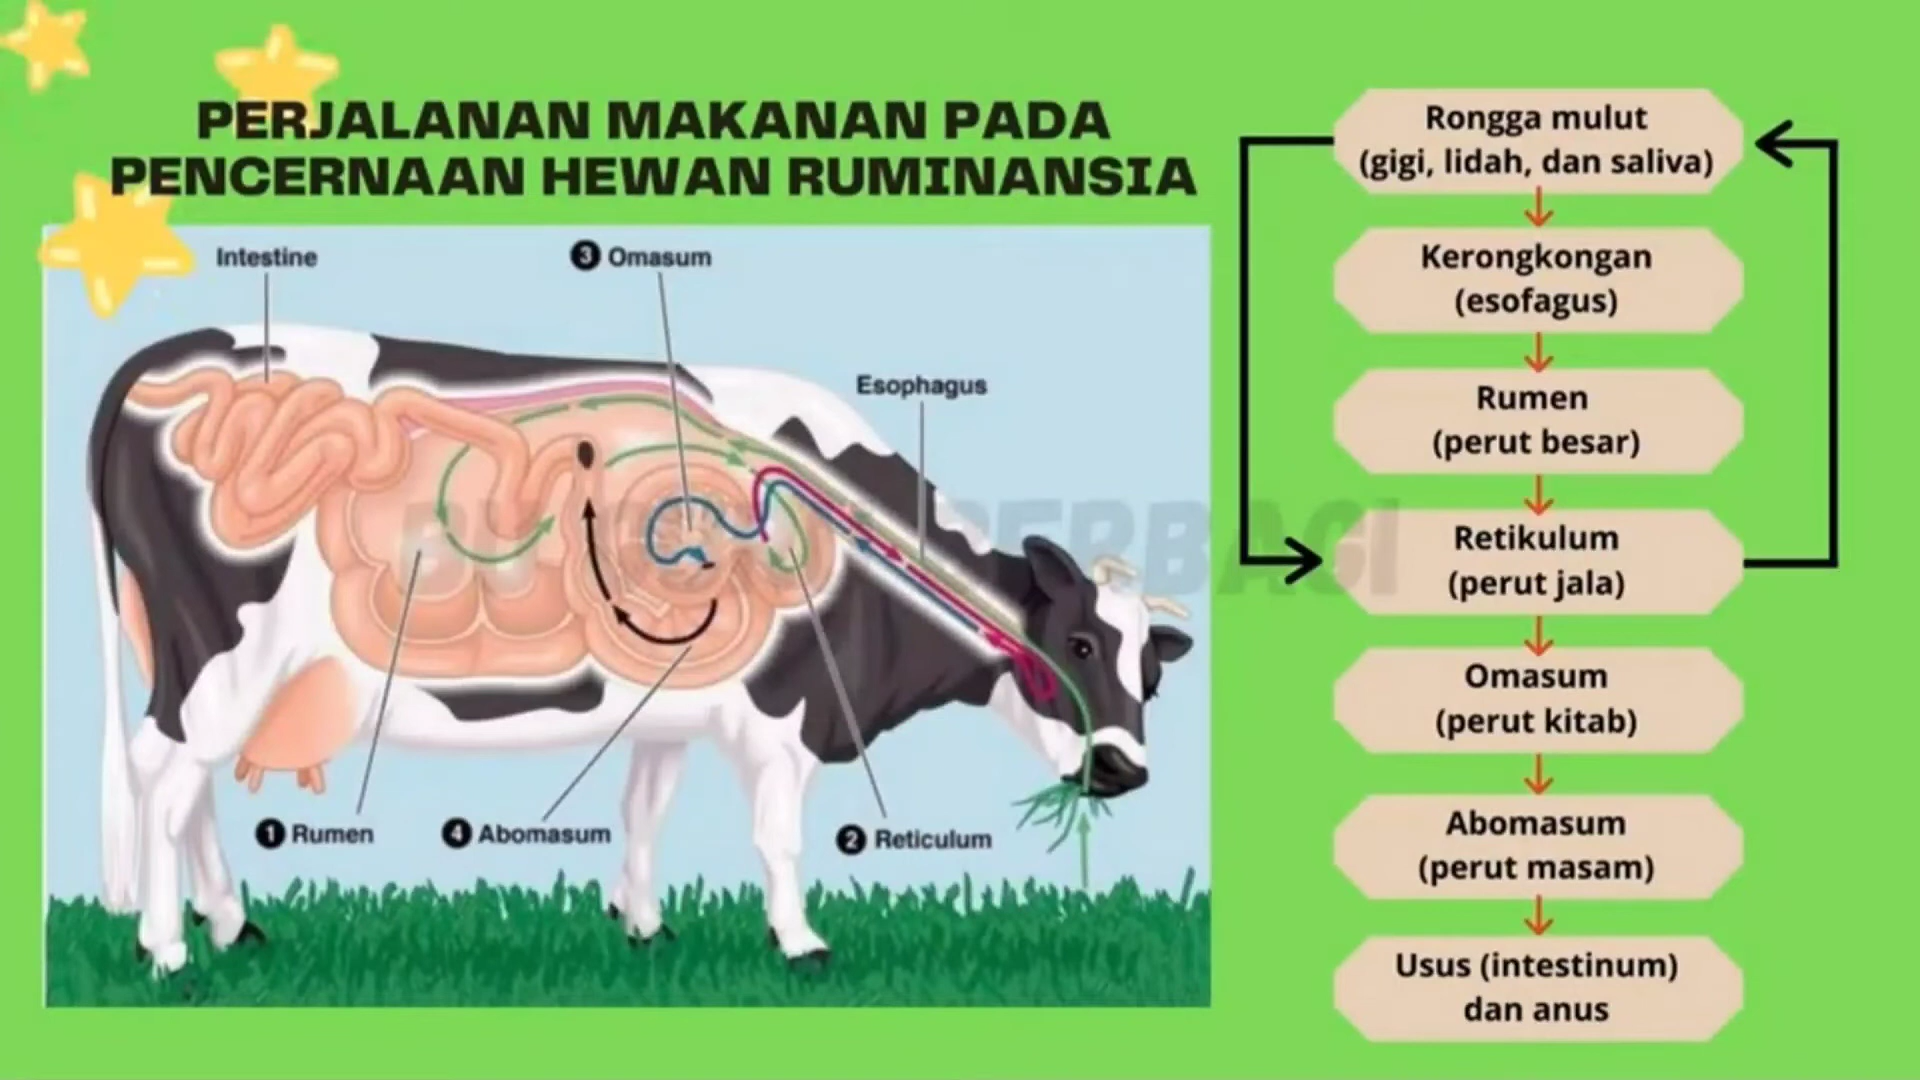 PERJALANAN MAKANAN PADA
PENCERNAAN HEWAN RUMINANSIA
Intestine
3 Omasum
Esophagus
1 Rumen
4 Abomasum
2 Reticulum
BERBAGI
Rongga mulut
(gigi, lidah, dan saliva)
Kerongkongan
(esofagus)
Rumen
(perut besar)
Retikulum
(perut jala)
Omasum
(perut kitab)
Abomasum
(perut masam)
Usus (intestinum)
dan anus